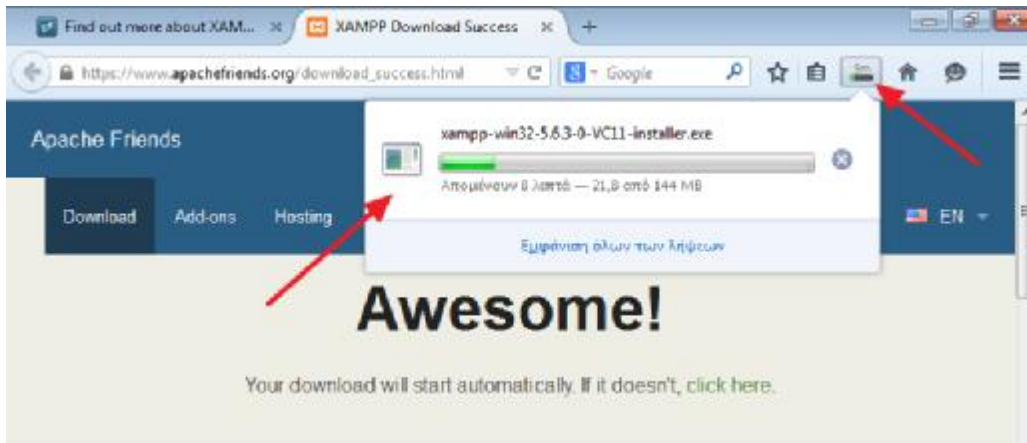 Find out more about XAM...
XAMPP Download Success
https://www.apachefriends.org/download_success.html
Google
Apache Friends
xampp-win32-5.6.3-0-VC11-installer.exe
Απομένουν 8 λεπτά — 21,8 από 144 MB
Download Add-ons Hosting
EN
Εμφάνιση όλων των λήψεων
Awesome!
Your download will start automatically. If it doesn't, click here.